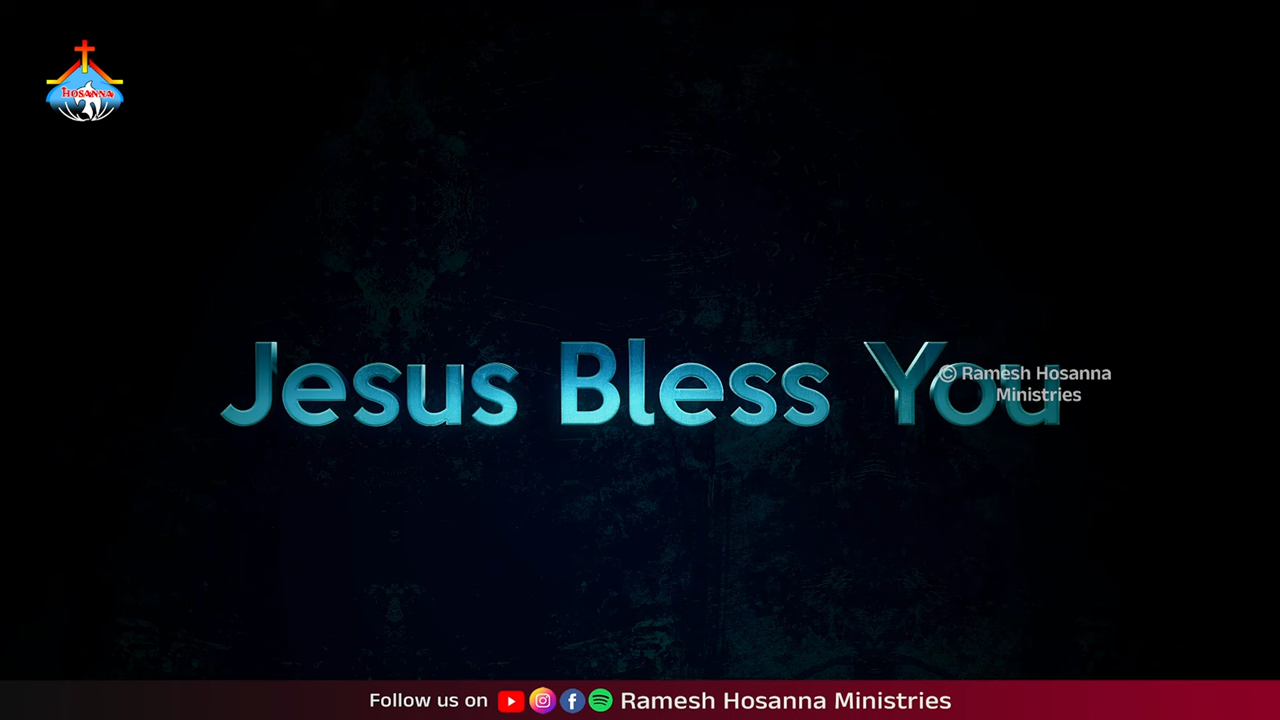 HOSANNA
Jesus Bless You
© Ramesh Hosanna
Ministries
Follow us on Ramesh Hosanna Ministries